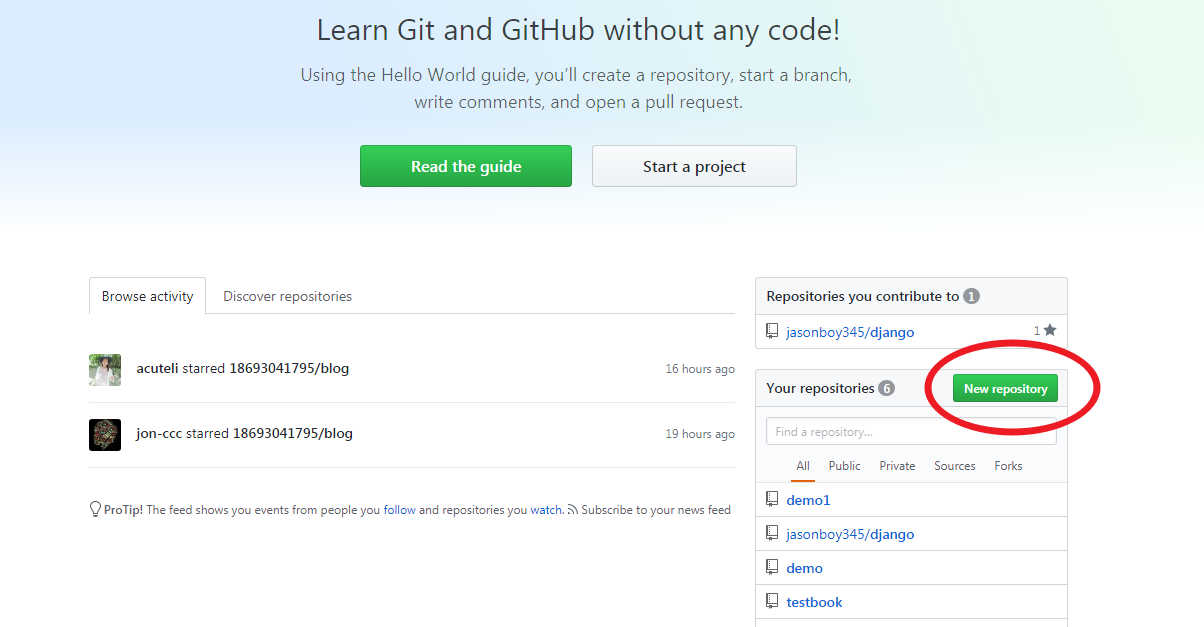 Learn Git and GitHub without any code!
Using the Hello World guide, you’ll create a repository, start a branch,
write comments, and open a pull request.
Read the guide
Start a project
Browse activity
Discover repositories
acuteli starred 18693041795/blog
16 hours ago
jon-ccc starred 18693041795/blog
19 hours ago
ProTip! The feed shows you events from people you follow and repositories you watch.
Subscribe to your news feed
Repositories you contribute to 1
jasonboy345/django
1
Your repositories 6
New repository
Find a repository...
All
Public
Private
Sources
Forks
demo1
jasonboy345/django
demo
testbook